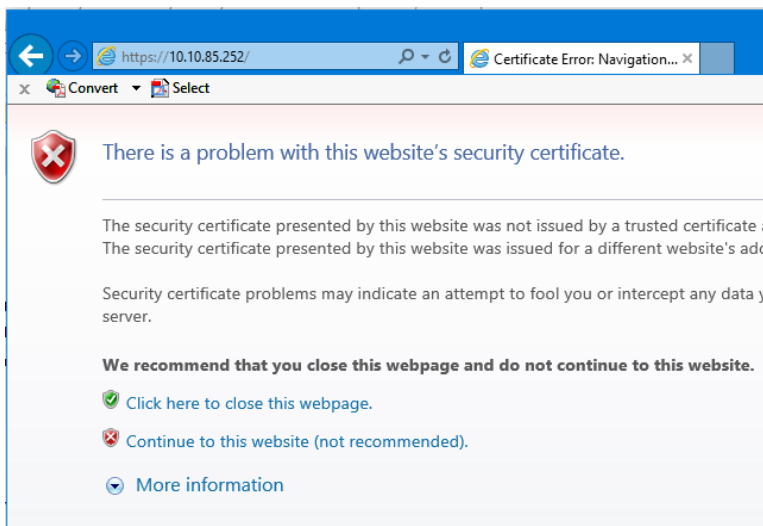 https://10.10.85.252/
Certificate Error: Navigation...
x Convert Select
There is a problem with this website's security certificate.
The security certificate presented by this website was not issued by a trusted certificate
The security certificate presented by this website was issued for a different website's
Security certificate problems may indicate an attempt to fool you or intercept any data
server.
We recommend that you close this webpage and do not continue to this website.
Click here to close this webpage.
Continue to this website (not recommended).
More information